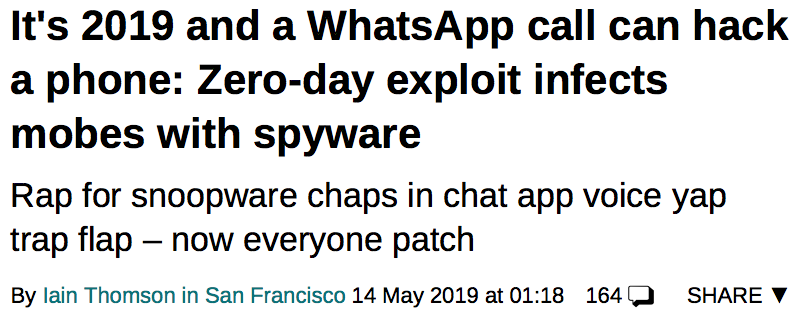 It's 2019 and a WhatsApp call can hack
a phone: Zero-day exploit infects
mobes with spyware
Rap for snoopware chaps in chat app voice yap
trap flap – now everyone patch
By Iain Thomson in San Francisco 14 May 2019 at 01:18 164 SHARE ▼